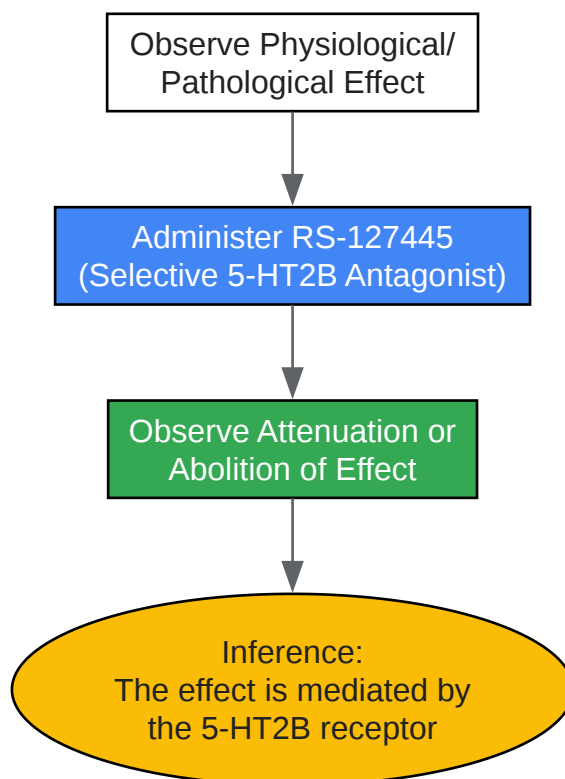 Observe Physiological/
Pathological Effect
Administer RS-127445
(Selective 5-HT2B Antagonist)
Observe Attenuation or
Abolition of Effect
Inference:
The effect is mediated by
the 5-HT2B receptor